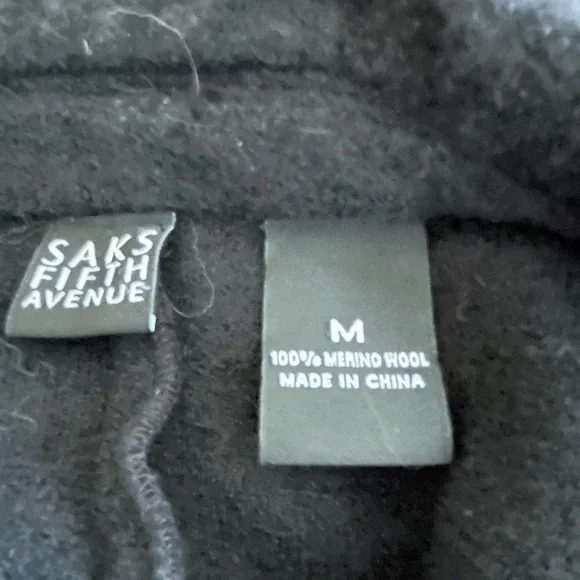 SAKS
FIFTH
AVENUE
M
100% MERINO WOOL
MADE IN CHINA